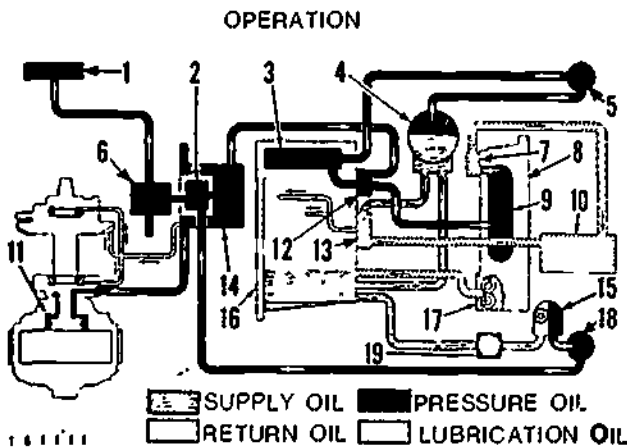 OPERATION
1 2 3 4 5
6 7 8 9 10
11 12 13 14 15
16 17 18 19
SUPPLY OIL PRESSURE OIL
RETURN OIL LUBRICATION OIL